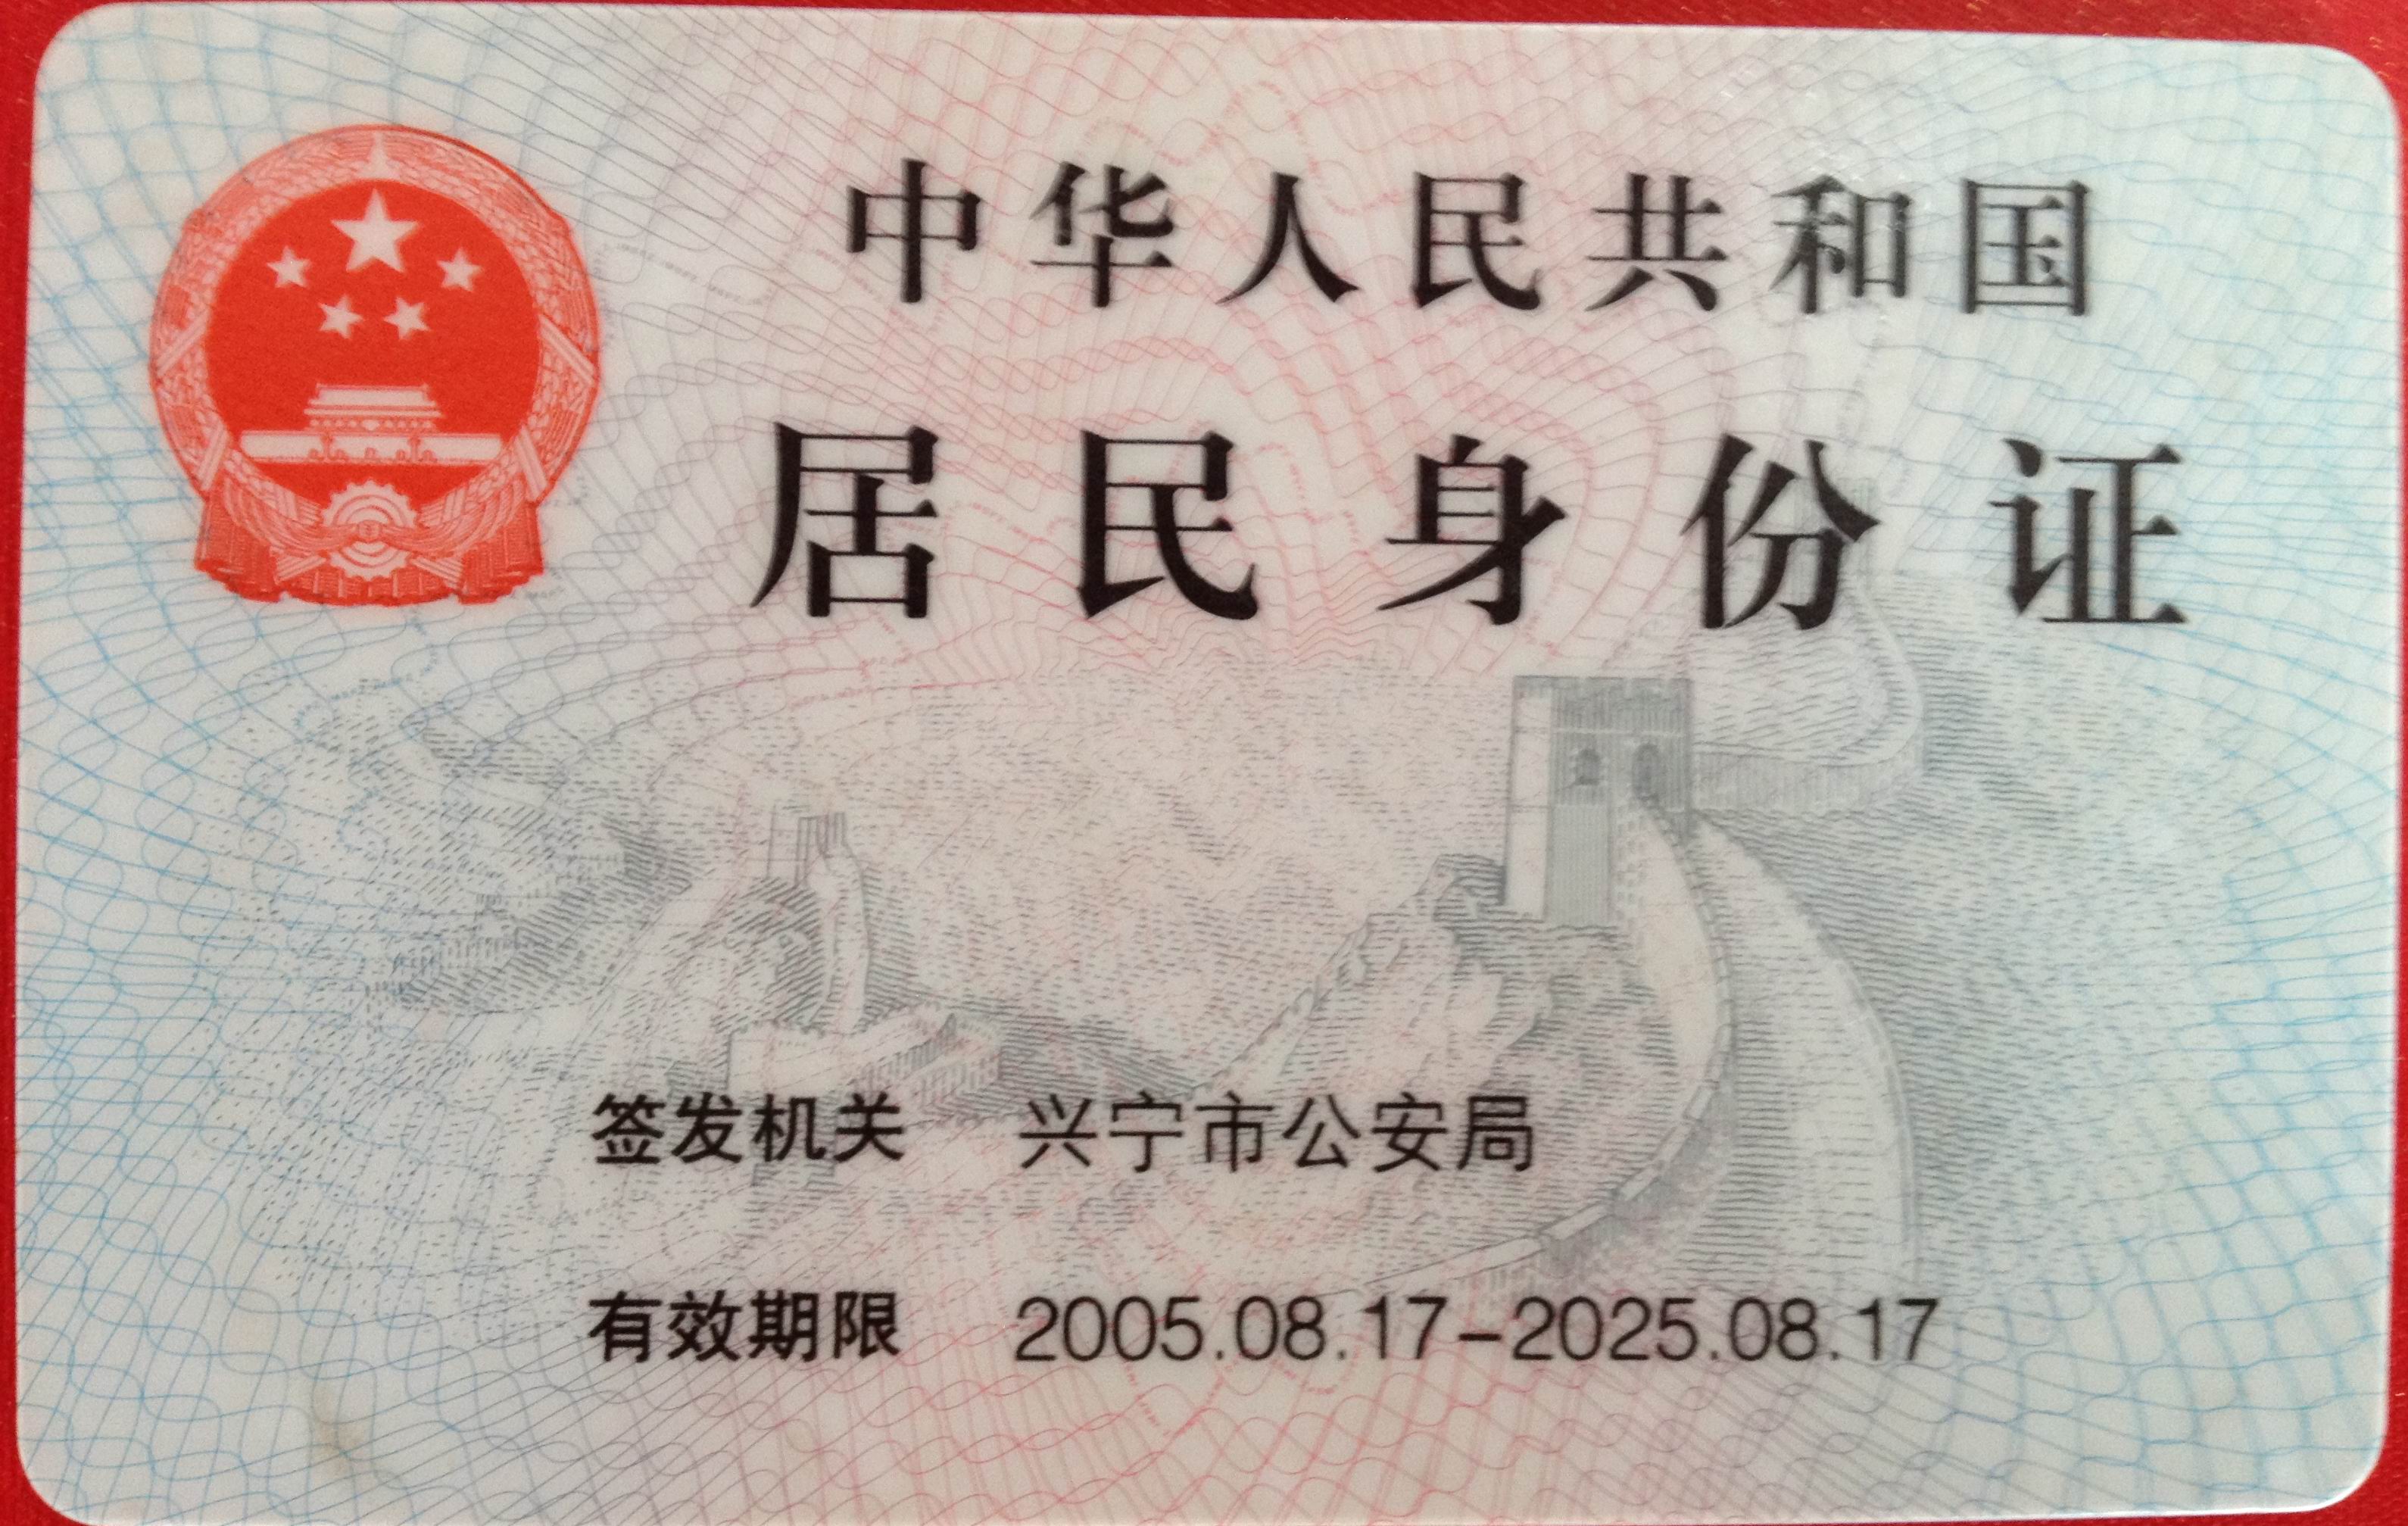 中华人民共和国
居民身份证
签发机关 兴宁市公安局
有效期限 2005.08.17-2025.08.17